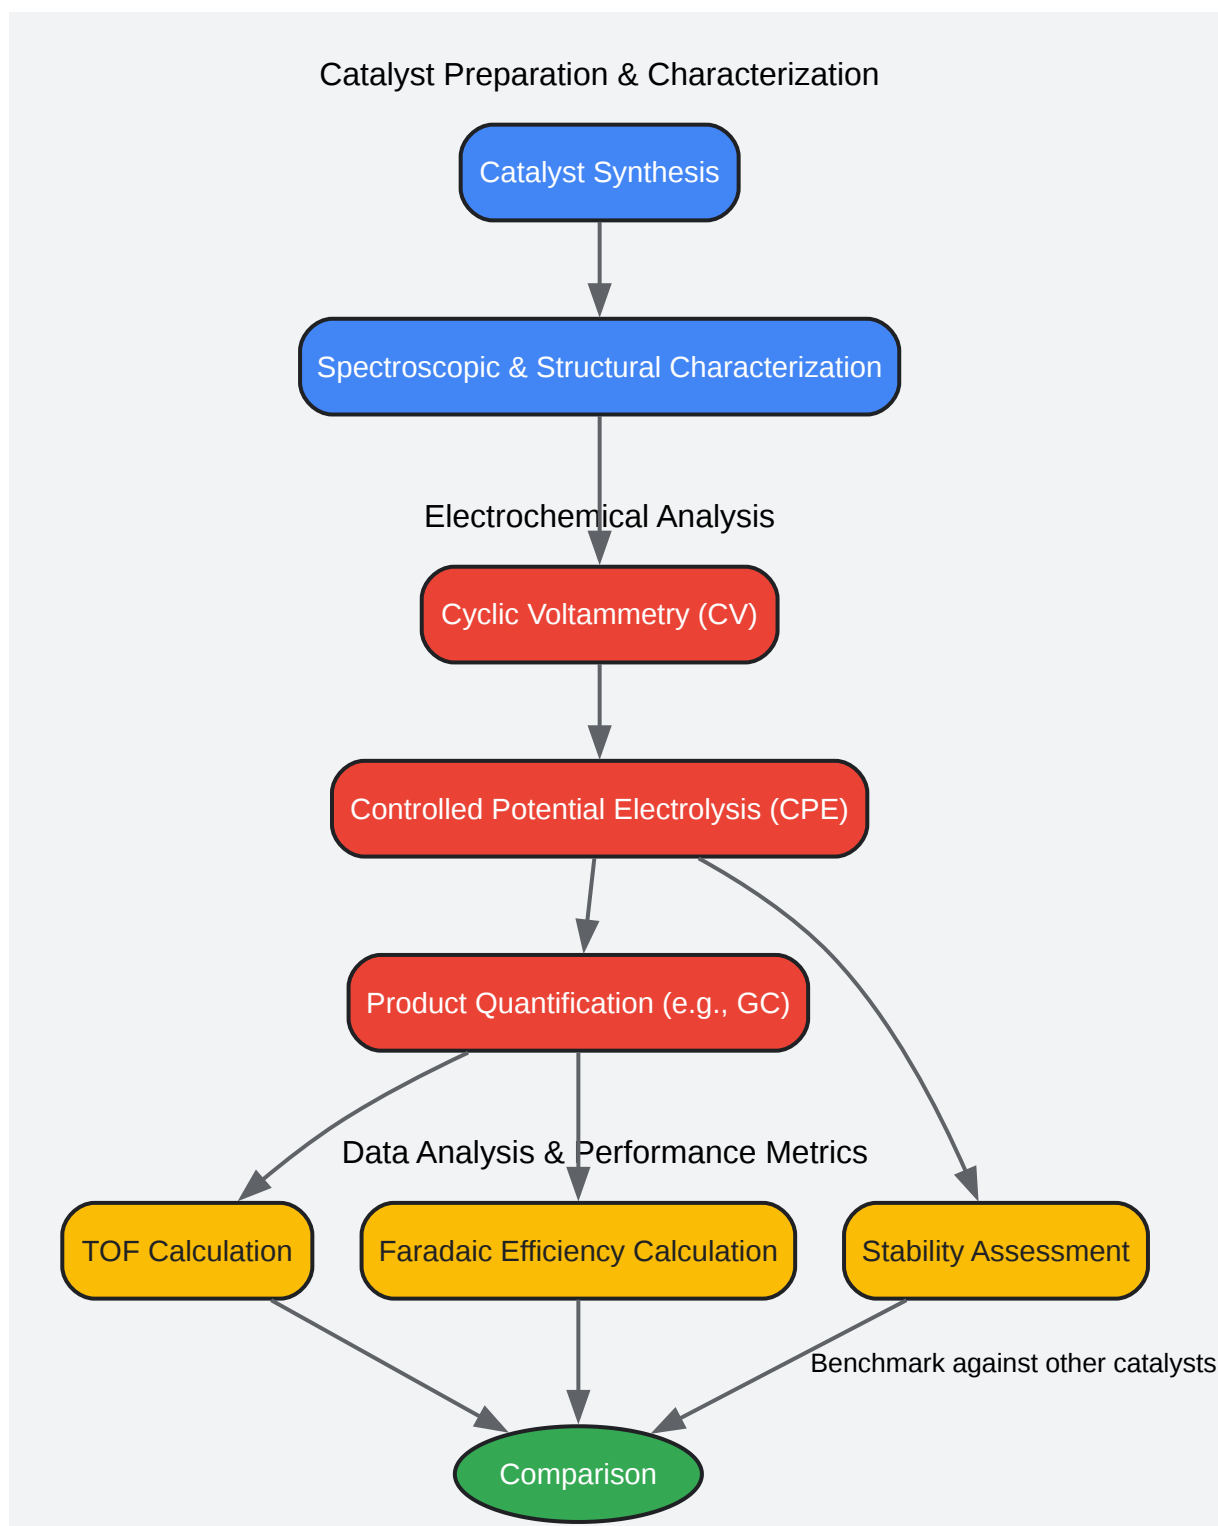 Catalyst Preparation & Characterization
Catalyst Synthesis
Spectroscopic & Structural Characterization
Electrochemical Analysis
Cyclic Voltammetry (CV)
Controlled Potential Electrolysis (CPE)
Product Quantification (e.g., GC)
Data Analysis & Performance Metrics
TOF Calculation
Faradaic Efficiency Calculation
Stability Assessment
Benchmark against other catalysts
Comparison